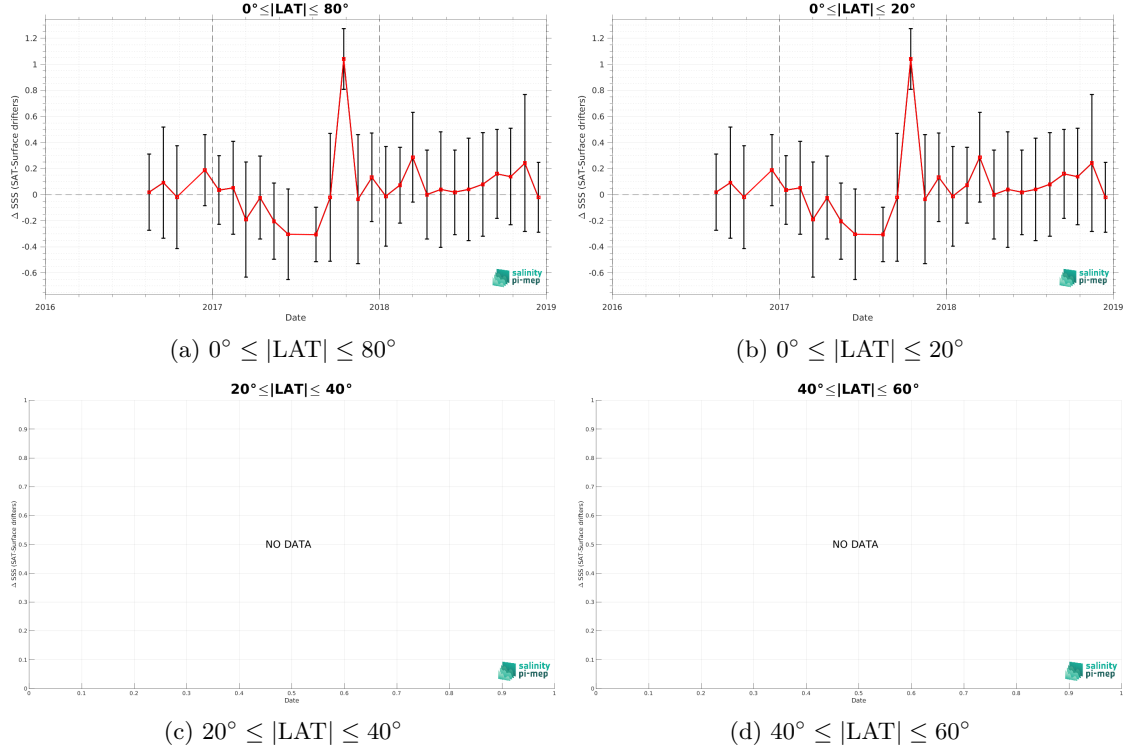 0°≤|LAT|≤ 80°
Δ SSS (SAT-Surface drifters)
1.2
1
0.8
0.6
0.4
0.2
0
-0.2
-0.4
-0.6
2016
2017
2018
2019
Date
salinity
pi-mep
(a) 0° ≤ |LAT| ≤ 80°
0°≤|LAT|≤ 20°
Δ SSS (SAT-Surface drifters)
1.2
1
0.8
0.6
0.4
0.2
0
-0.2
-0.4
-0.6
2016
2017
2018
2019
Date
salinity
pi-mep
(b) 0° ≤ |LAT| ≤ 20°
20°≤|LAT|≤ 40°
Δ SSS (SAT-Surface drifters)
1
0.9
0.8
0.7
0.6
0.5
0.4
0.3
0.2
0.1
0
NO DATA
0 0.1 0.2 0.3 0.4 0.5 0.6 0.7 0.8 0.9 1
Date
salinity
pi-mep
(c) 20° ≤ |LAT| ≤ 40°
40°≤|LAT|≤ 60°
Δ SSS (SAT-Surface drifters)
1
0.9
0.8
0.7
0.6
0.5
0.4
0.3
0.2
0.1
0
NO DATA
0 0.1 0.2 0.3 0.4 0.5 0.6 0.7 0.8 0.9 1
Date
salinity
pi-mep
(d) 40° ≤ |LAT| ≤ 60°